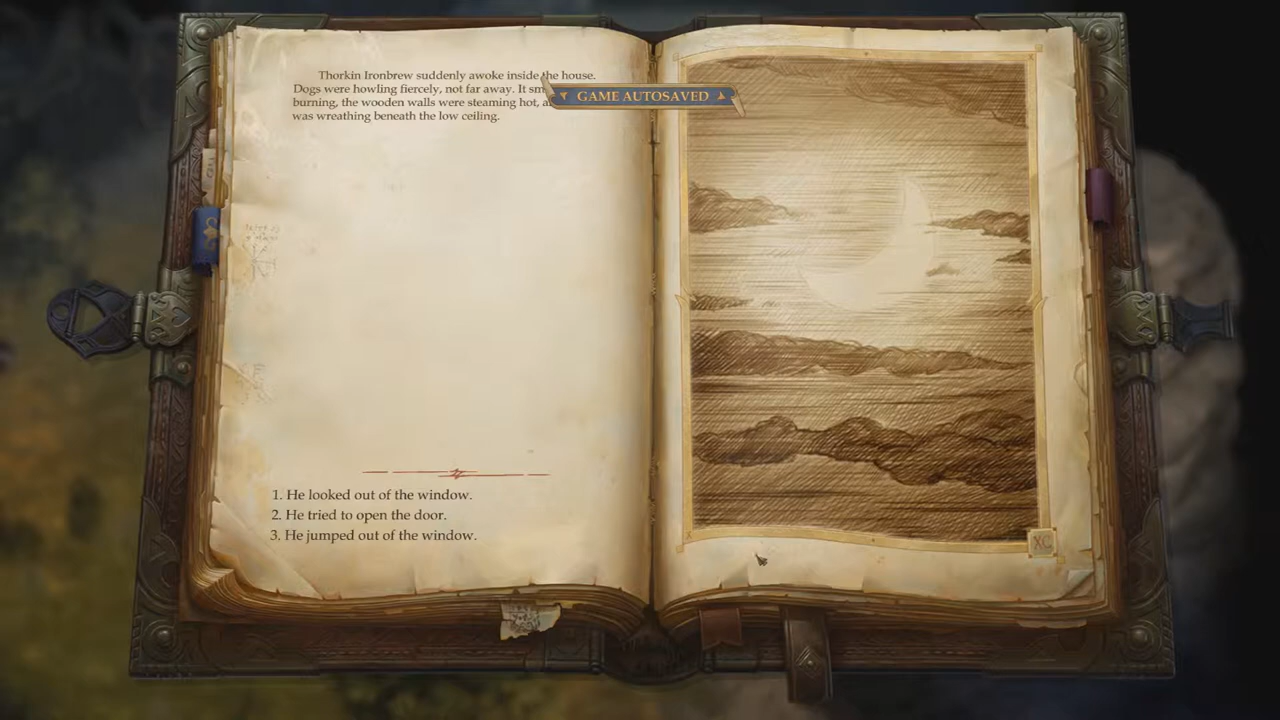 Thorkin Ironbrew suddenly awoke inside the house.
Dogs were howling fiercely, not far away. It
burning, the wooden walls were steaming hot,
was wreathing beneath the low ceiling.
GAME AUTOSAVED
1. He looked out of the window.
2. He tried to open the door.
3. He jumped out of the window.
XC